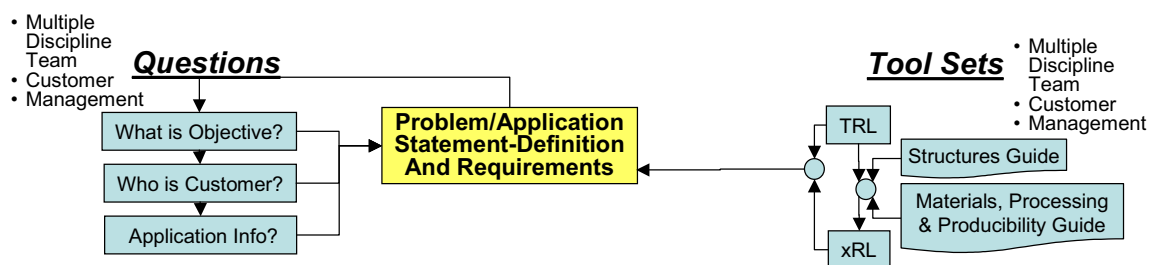 • Multiple
Discipline
Team
• Customer
• Management
Questions
What is Objective?
Who is Customer?
Application Info?
Problem/Application
Statement-Definition
And Requirements
Tool Sets
• Multiple
Discipline
Team
• Customer
• Management
TRL
Structures Guide
Materials, Processing
& Producibility Guide
xRL